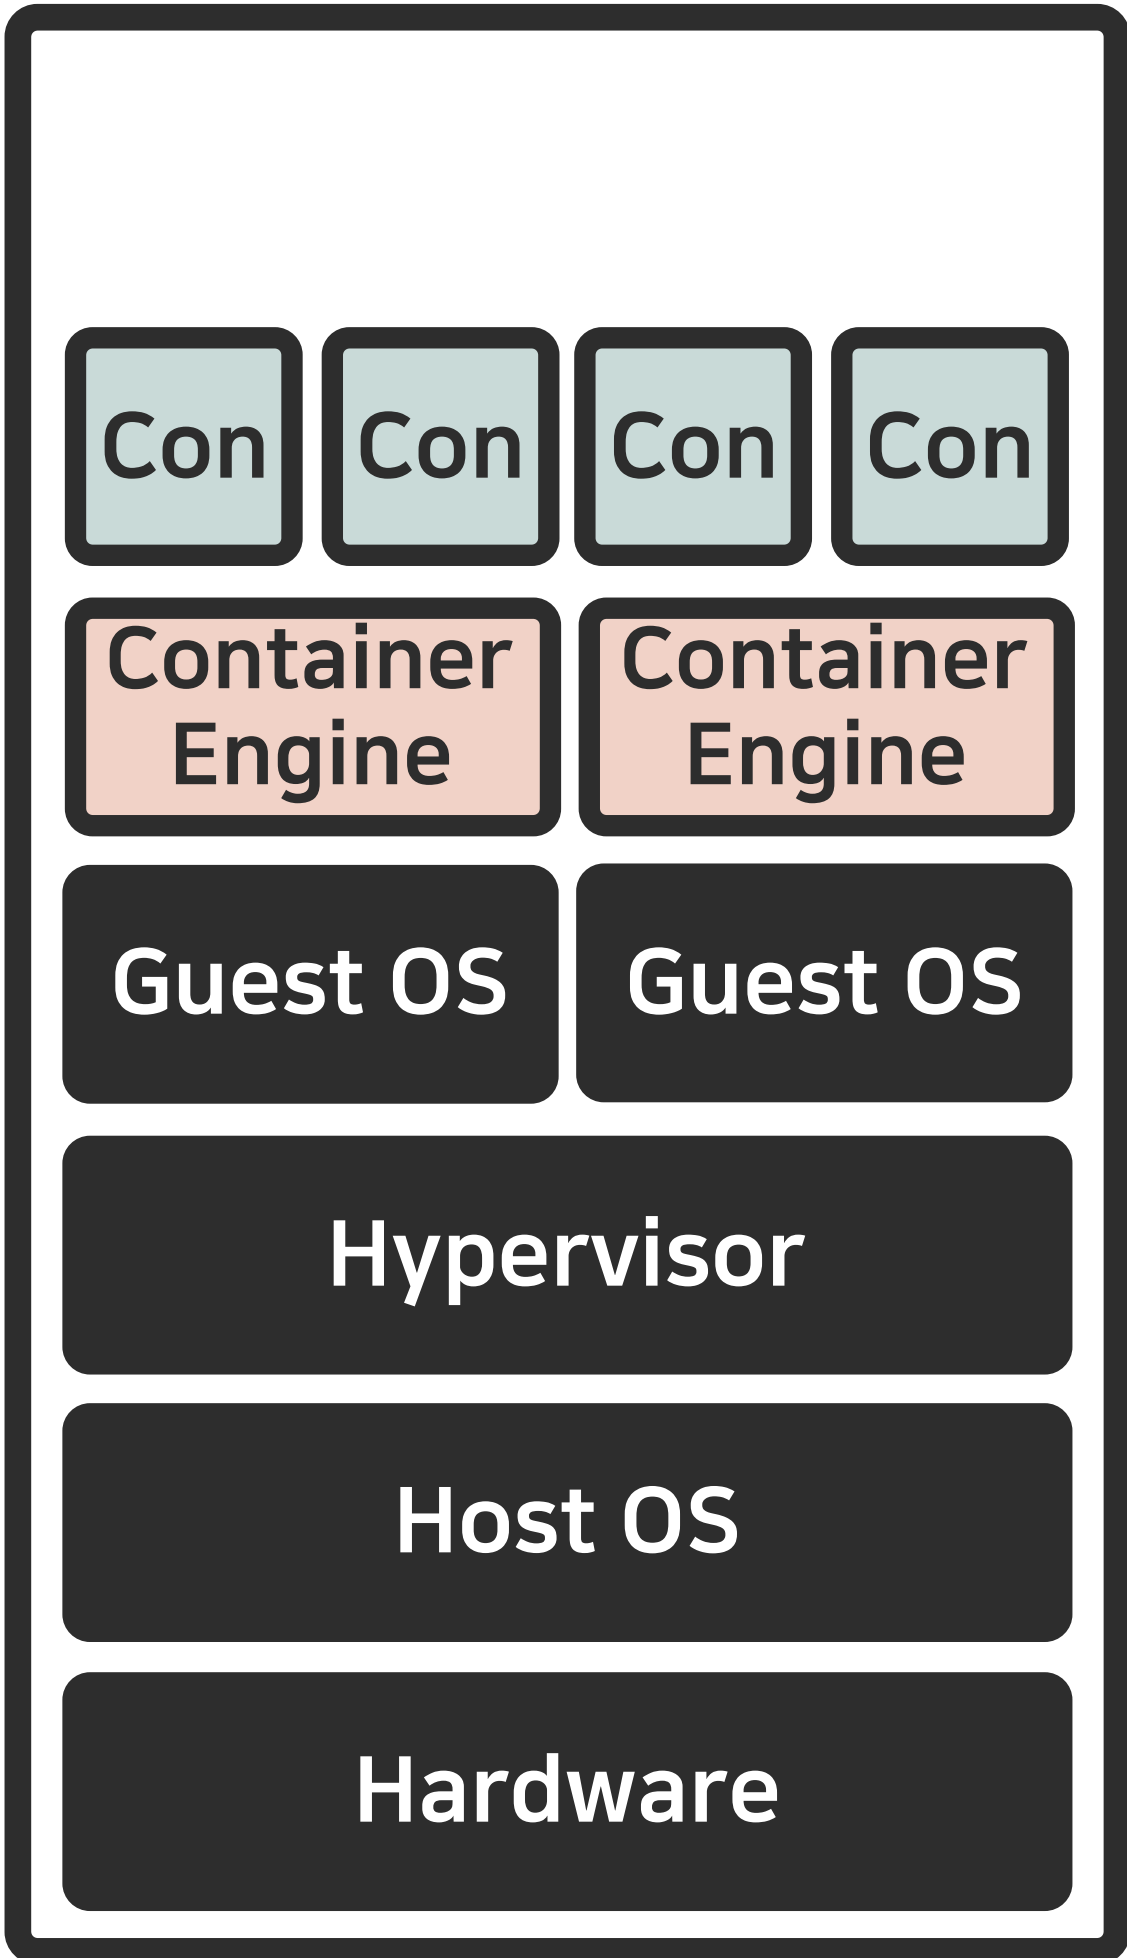 Con Con Con Con
Container Container
Engine Engine
Guest OS Guest OS
Hypervisor
Host OS
Hardware